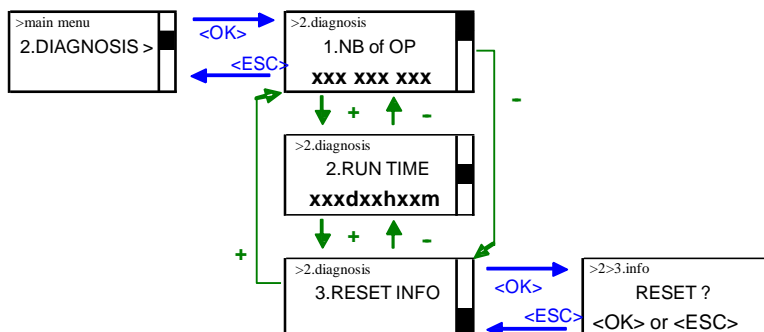 >main menu
2.DIAGNOSIS >
<OK>
<ESC>
>2.diagnosis
1.NB of OP
xxx xxx xxx
-
+ -
>2.diagnosis
2.RUN TIME
xxxdxxhxxm
+ -
+
>2.diagnosis
3.RESET INFO
<OK>
<ESC>
>2>3.info
RESET ?
<OK> or <ESC>